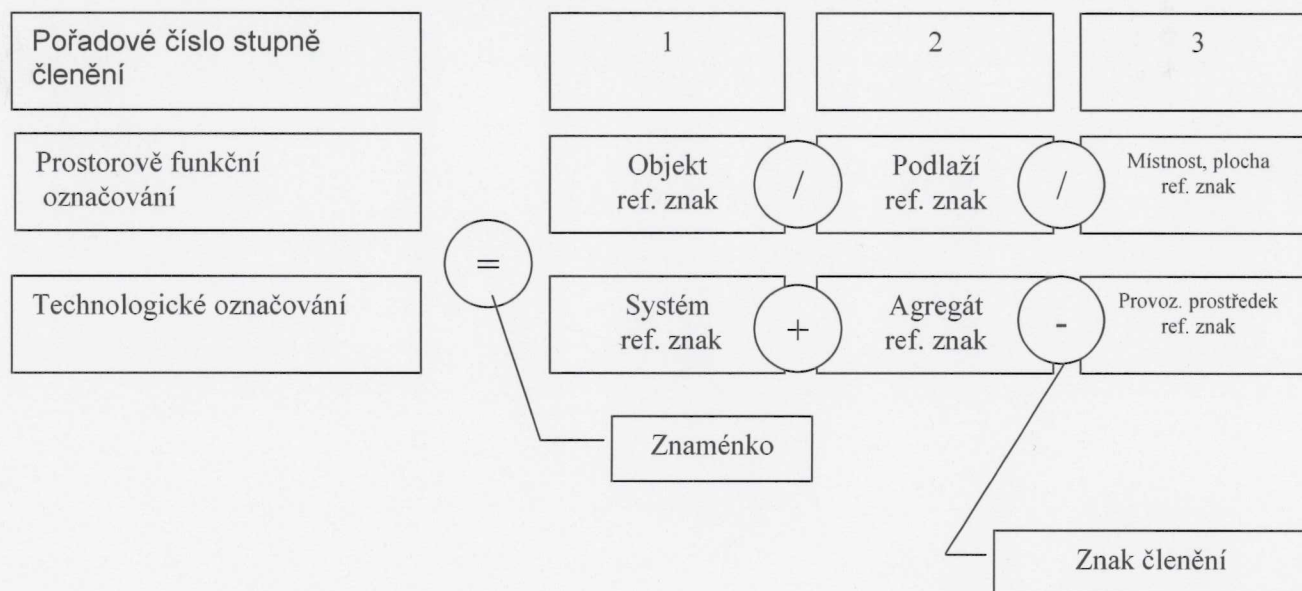 Pořadové číslo stupně
členění
1
2
3
Prostorově funkční
označování
Objekt
ref. znak
/
Podlaží
ref. znak
/
Místnost, plocha
ref. znak
=
Technologické označování
Systém
ref. znak
+
Agregát
ref. znak
-
Provoz. prostředek
ref. znak
Znaménko
Znak členění